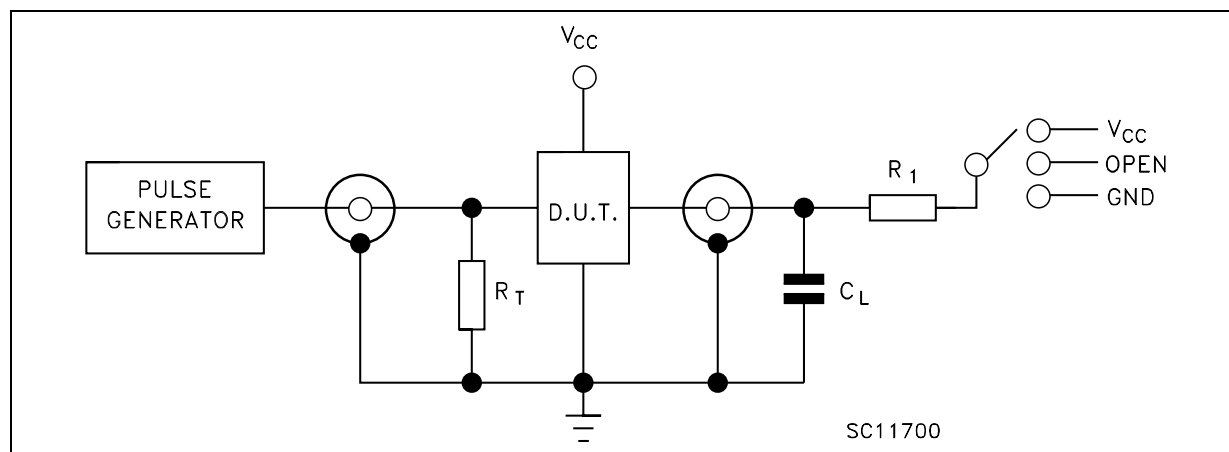 VCC
PULSE
GENERATOR
D.U.T.
RT
R1
CL
VCC
OPEN
GND
SC11700